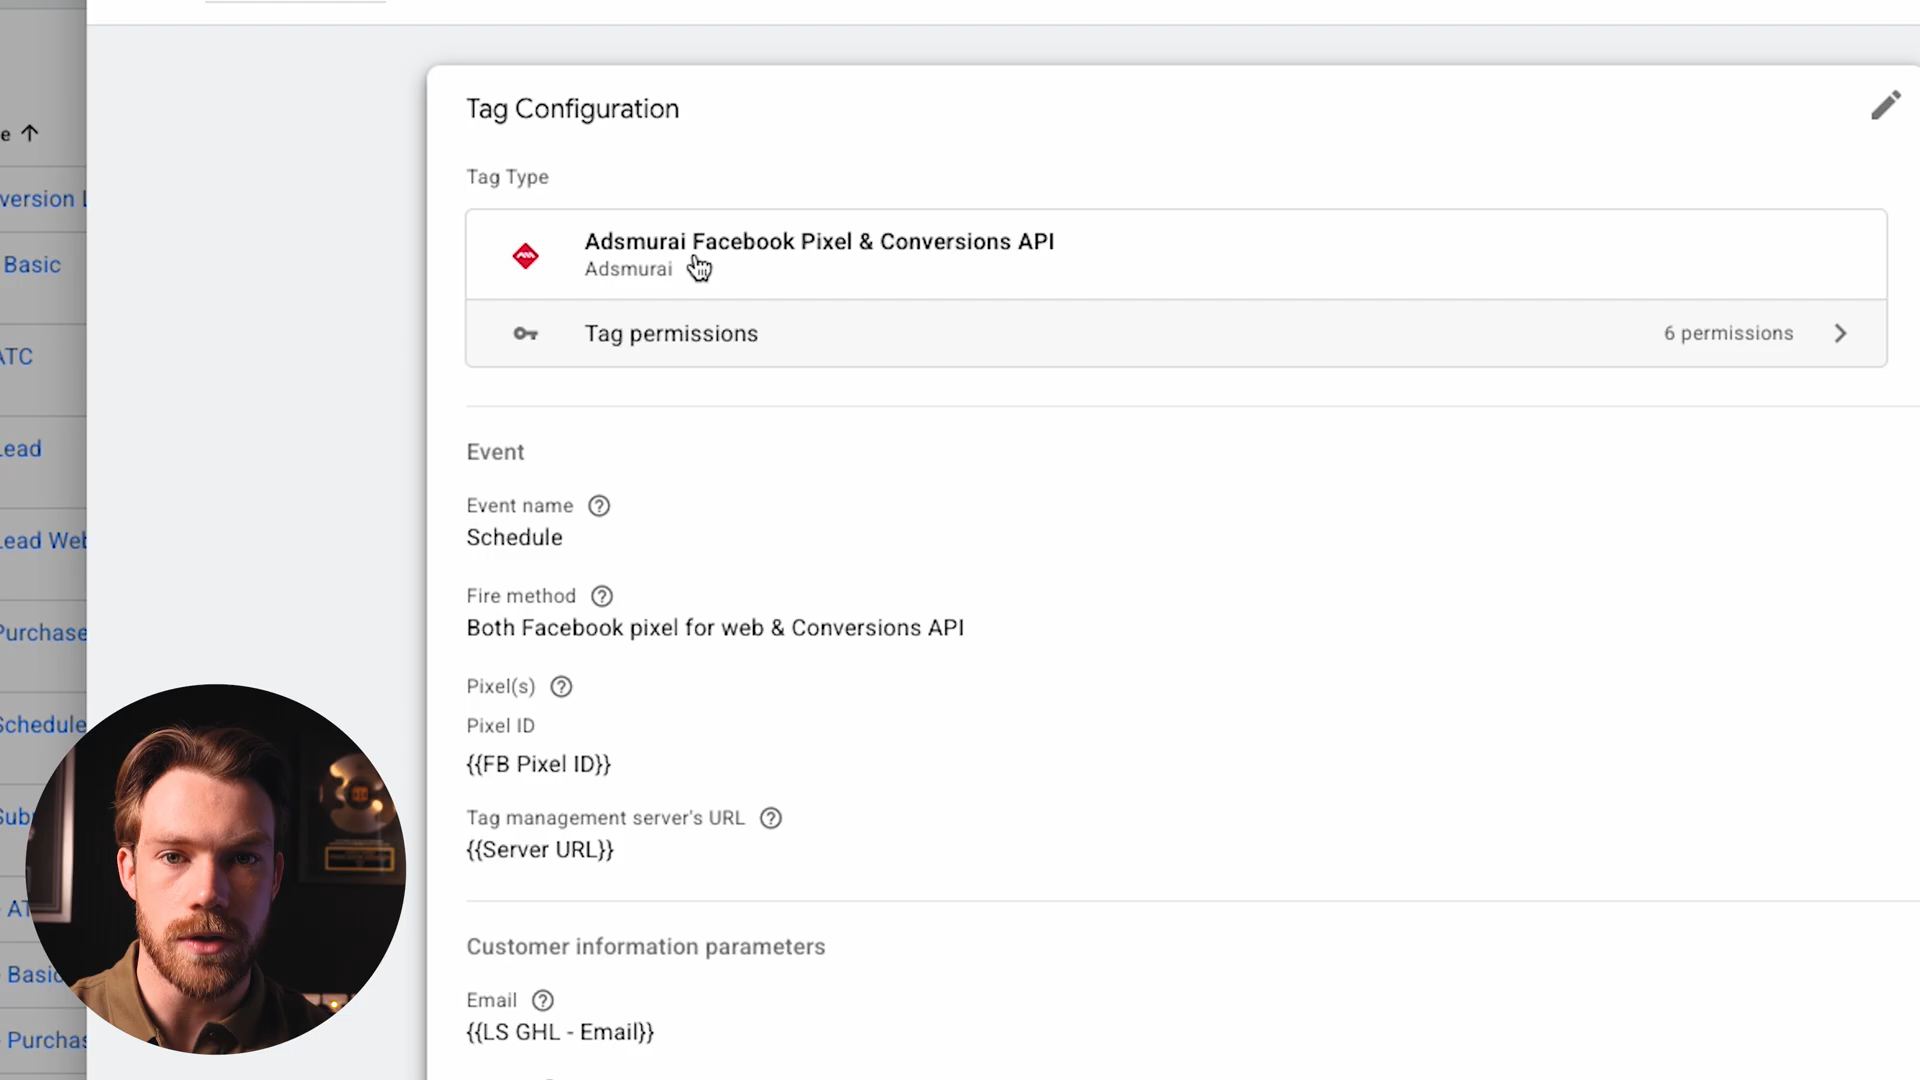 e
version L
Basic
ATC
Lead
Lead Web
Purchase
Schedule
Sub
AT
Basic
Purchas
Tag Configuration
Tag Type
Adsmurai Facebook Pixel & Conversions API
Adsmurai
Tag permissions
6 permissions
Event
Event name
Schedule
Fire method
Both Facebook pixel for web & Conversions API
Pixel(s)
Pixel ID
{{FB Pixel ID}}
Tag management server's URL
{{Server URL}}
Customer information parameters
Email
{{LS GHL - Email}}